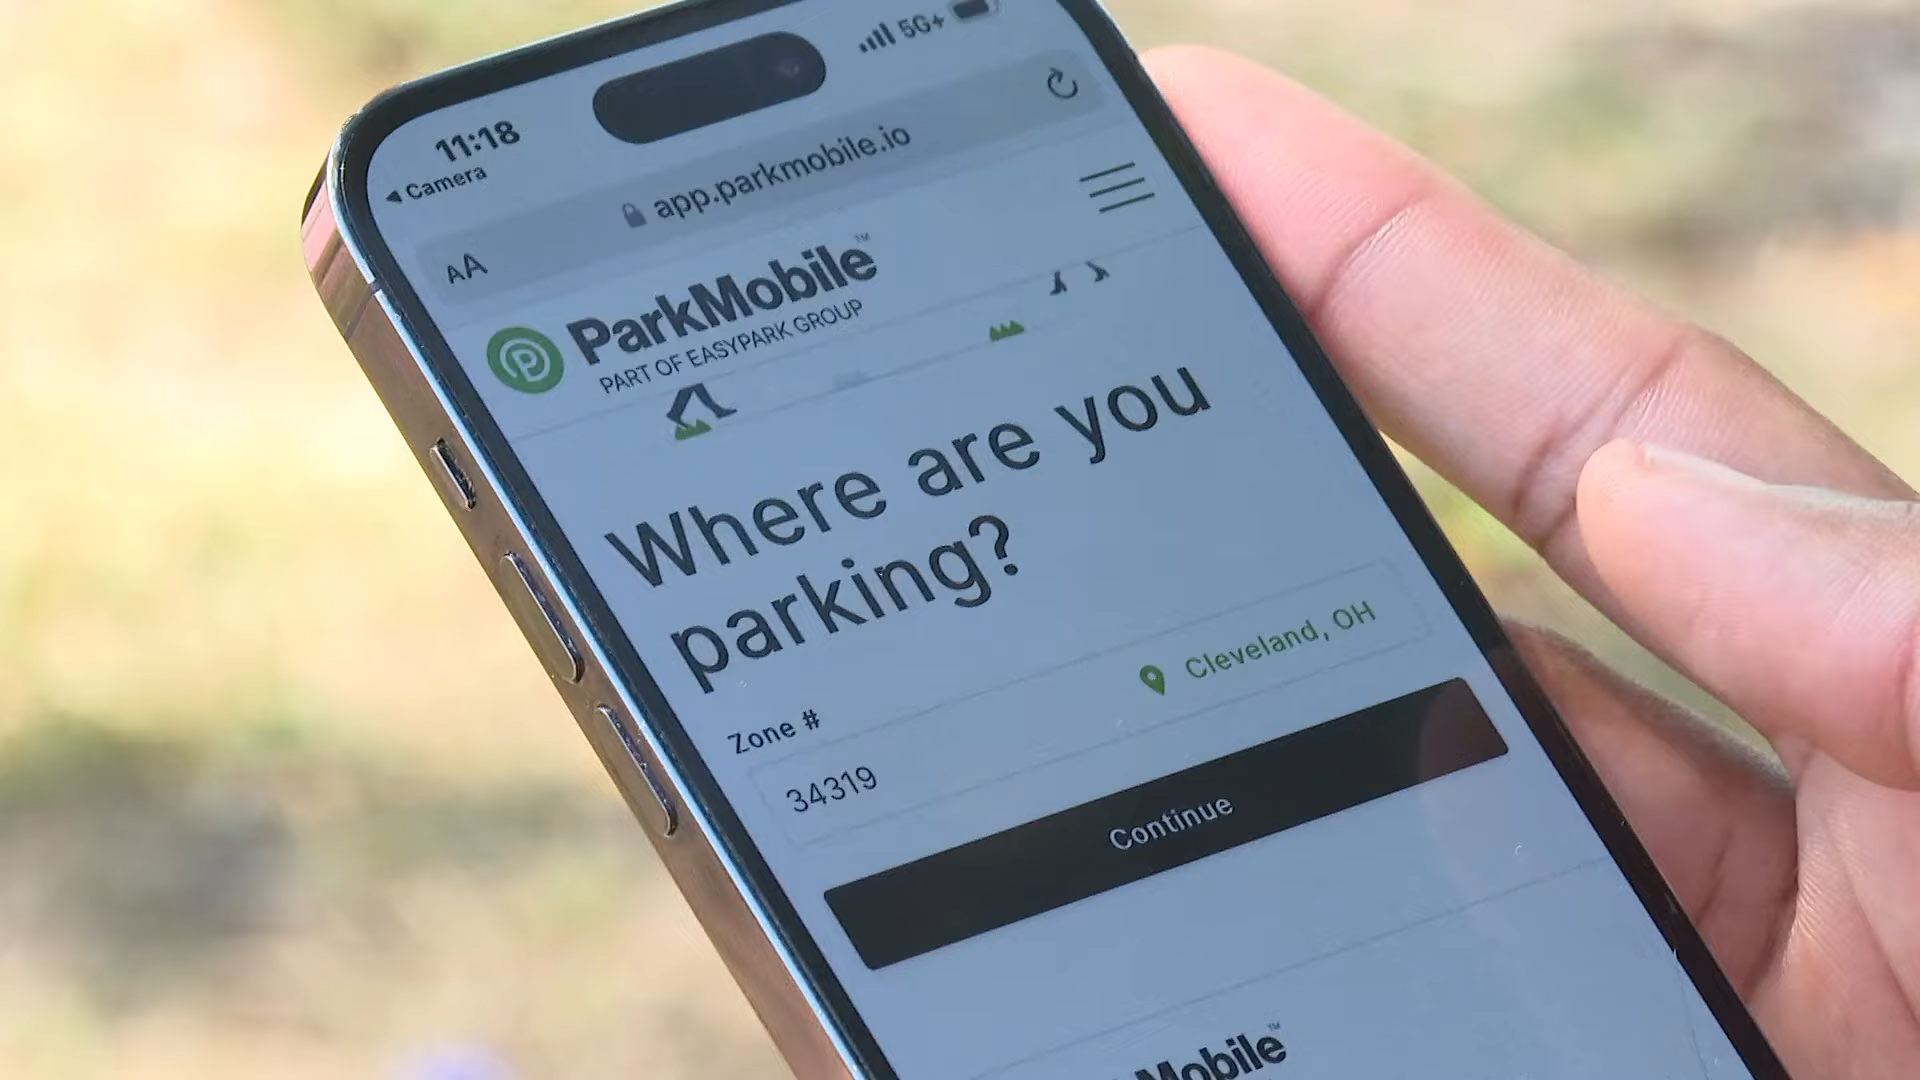 11:18
5G+
◀ Camera
AA
app.parkmobile.io
ParkMobile™
PART OF EASYPARK GROUP
Where are you
parking?
Cleveland, OH
Zone #
34319
Continue
Mobile™